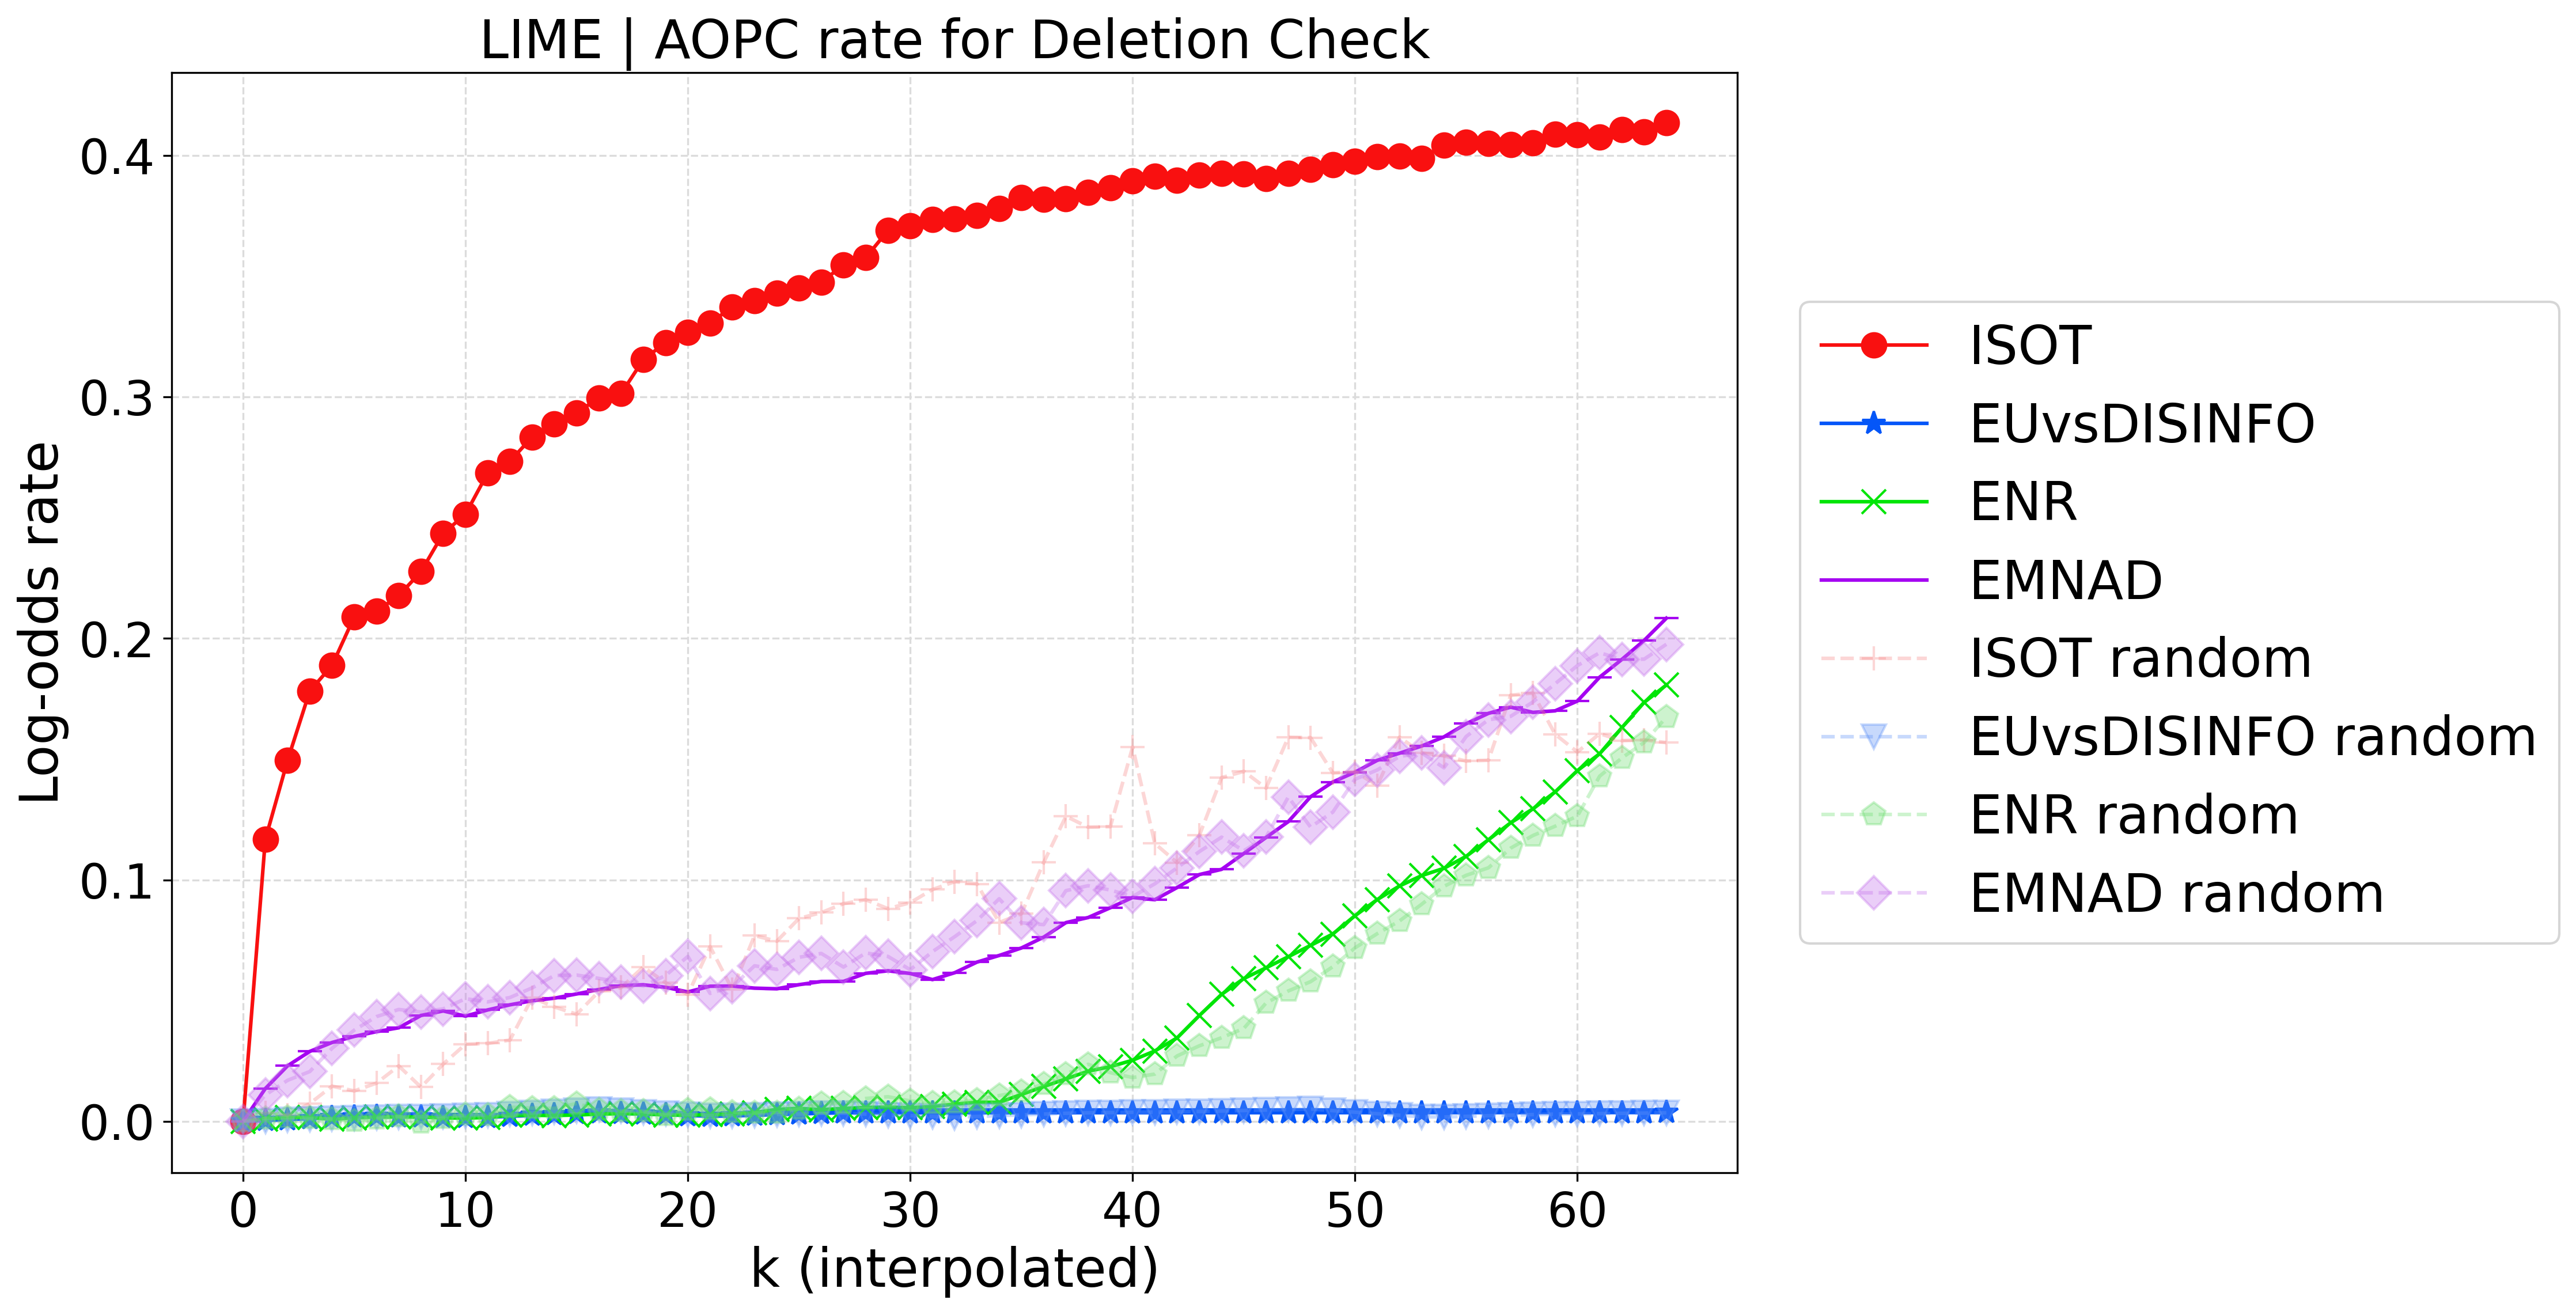 LIME | AOPC rate for Deletion Check
Log-odds rate
0.4
0.3
0.2
0.1
0.0
0 10 20 30 40 50 60
k (interpolated)
ISOT
EUvsDISINFO
ENR
EMNAD
ISOT random
EUvsDISINFO random
ENR random
EMNAD random